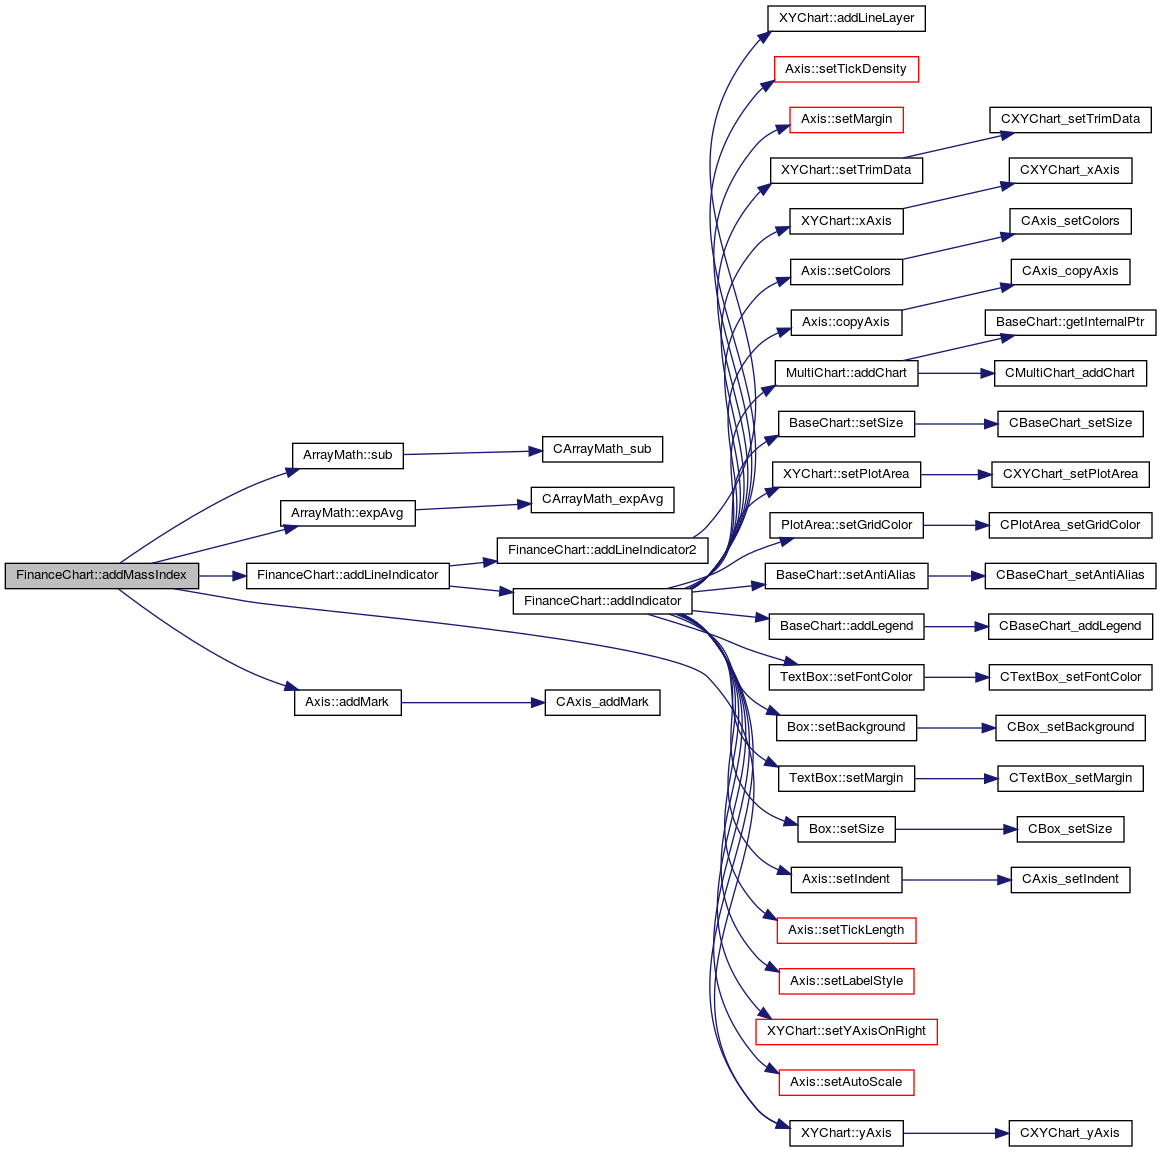 XYChart::addLineLayer
Axis::setTickDensity
Axis::setMargin
CXYChart_setTrimData
XYChart::setTrimData
CXYChart_xAxis
XYChart::xAxis
CAxis_setColors
Axis::setColors
CAxis_copyAxis
Axis::copyAxis
BaseChart::getInternalPtr
MultiChart::addChart
CMultiChart_addChart
BaseChart::setSize
CBaseChart_setSize
ArrayMath::sub
CArrayMath_sub
XYChart::setPlotArea
CXYChart_setPlotArea
ArrayMath::expAvg
CArrayMath_expAvg
PlotArea::setGridColor
CPlotArea_setGridColor
FinanceChart::addLineIndicator2
FinanceChart::addMassIndex
FinanceChart::addLineIndicator
BaseChart::setAntiAlias
CBaseChart_setAntiAlias
FinanceChart::addIndicator
BaseChart::addLegend
CBaseChart_addLegend
TextBox::setFontColor
CTextBox_setFontColor
Axis::addMark
CAxis_addMark
Box::setBackground
CBox_setBackground
TextBox::setMargin
CTextBox_setMargin
Box::setSize
CBox_setSize
Axis::setIndent
CAxis_setIndent
Axis::setTickLength
Axis::setLabelStyle
XYChart::setYAxisOnRight
Axis::setAutoScale
XYChart::yAxis
CXYChart_yAxis